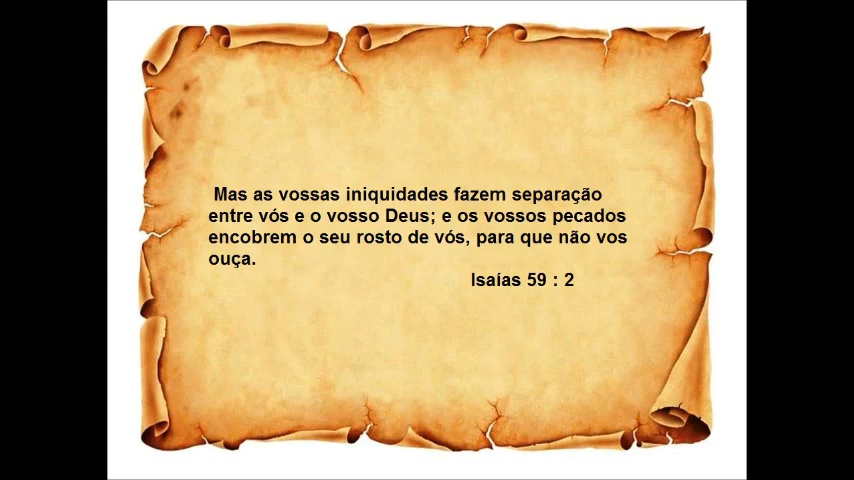 Mas as vossas iniquidades fazem separação
entre vós e o vosso Deus; e os vossos pecados
encobrem o seu rosto de vós, para que não vos
ouça.
Isaías 59 : 2